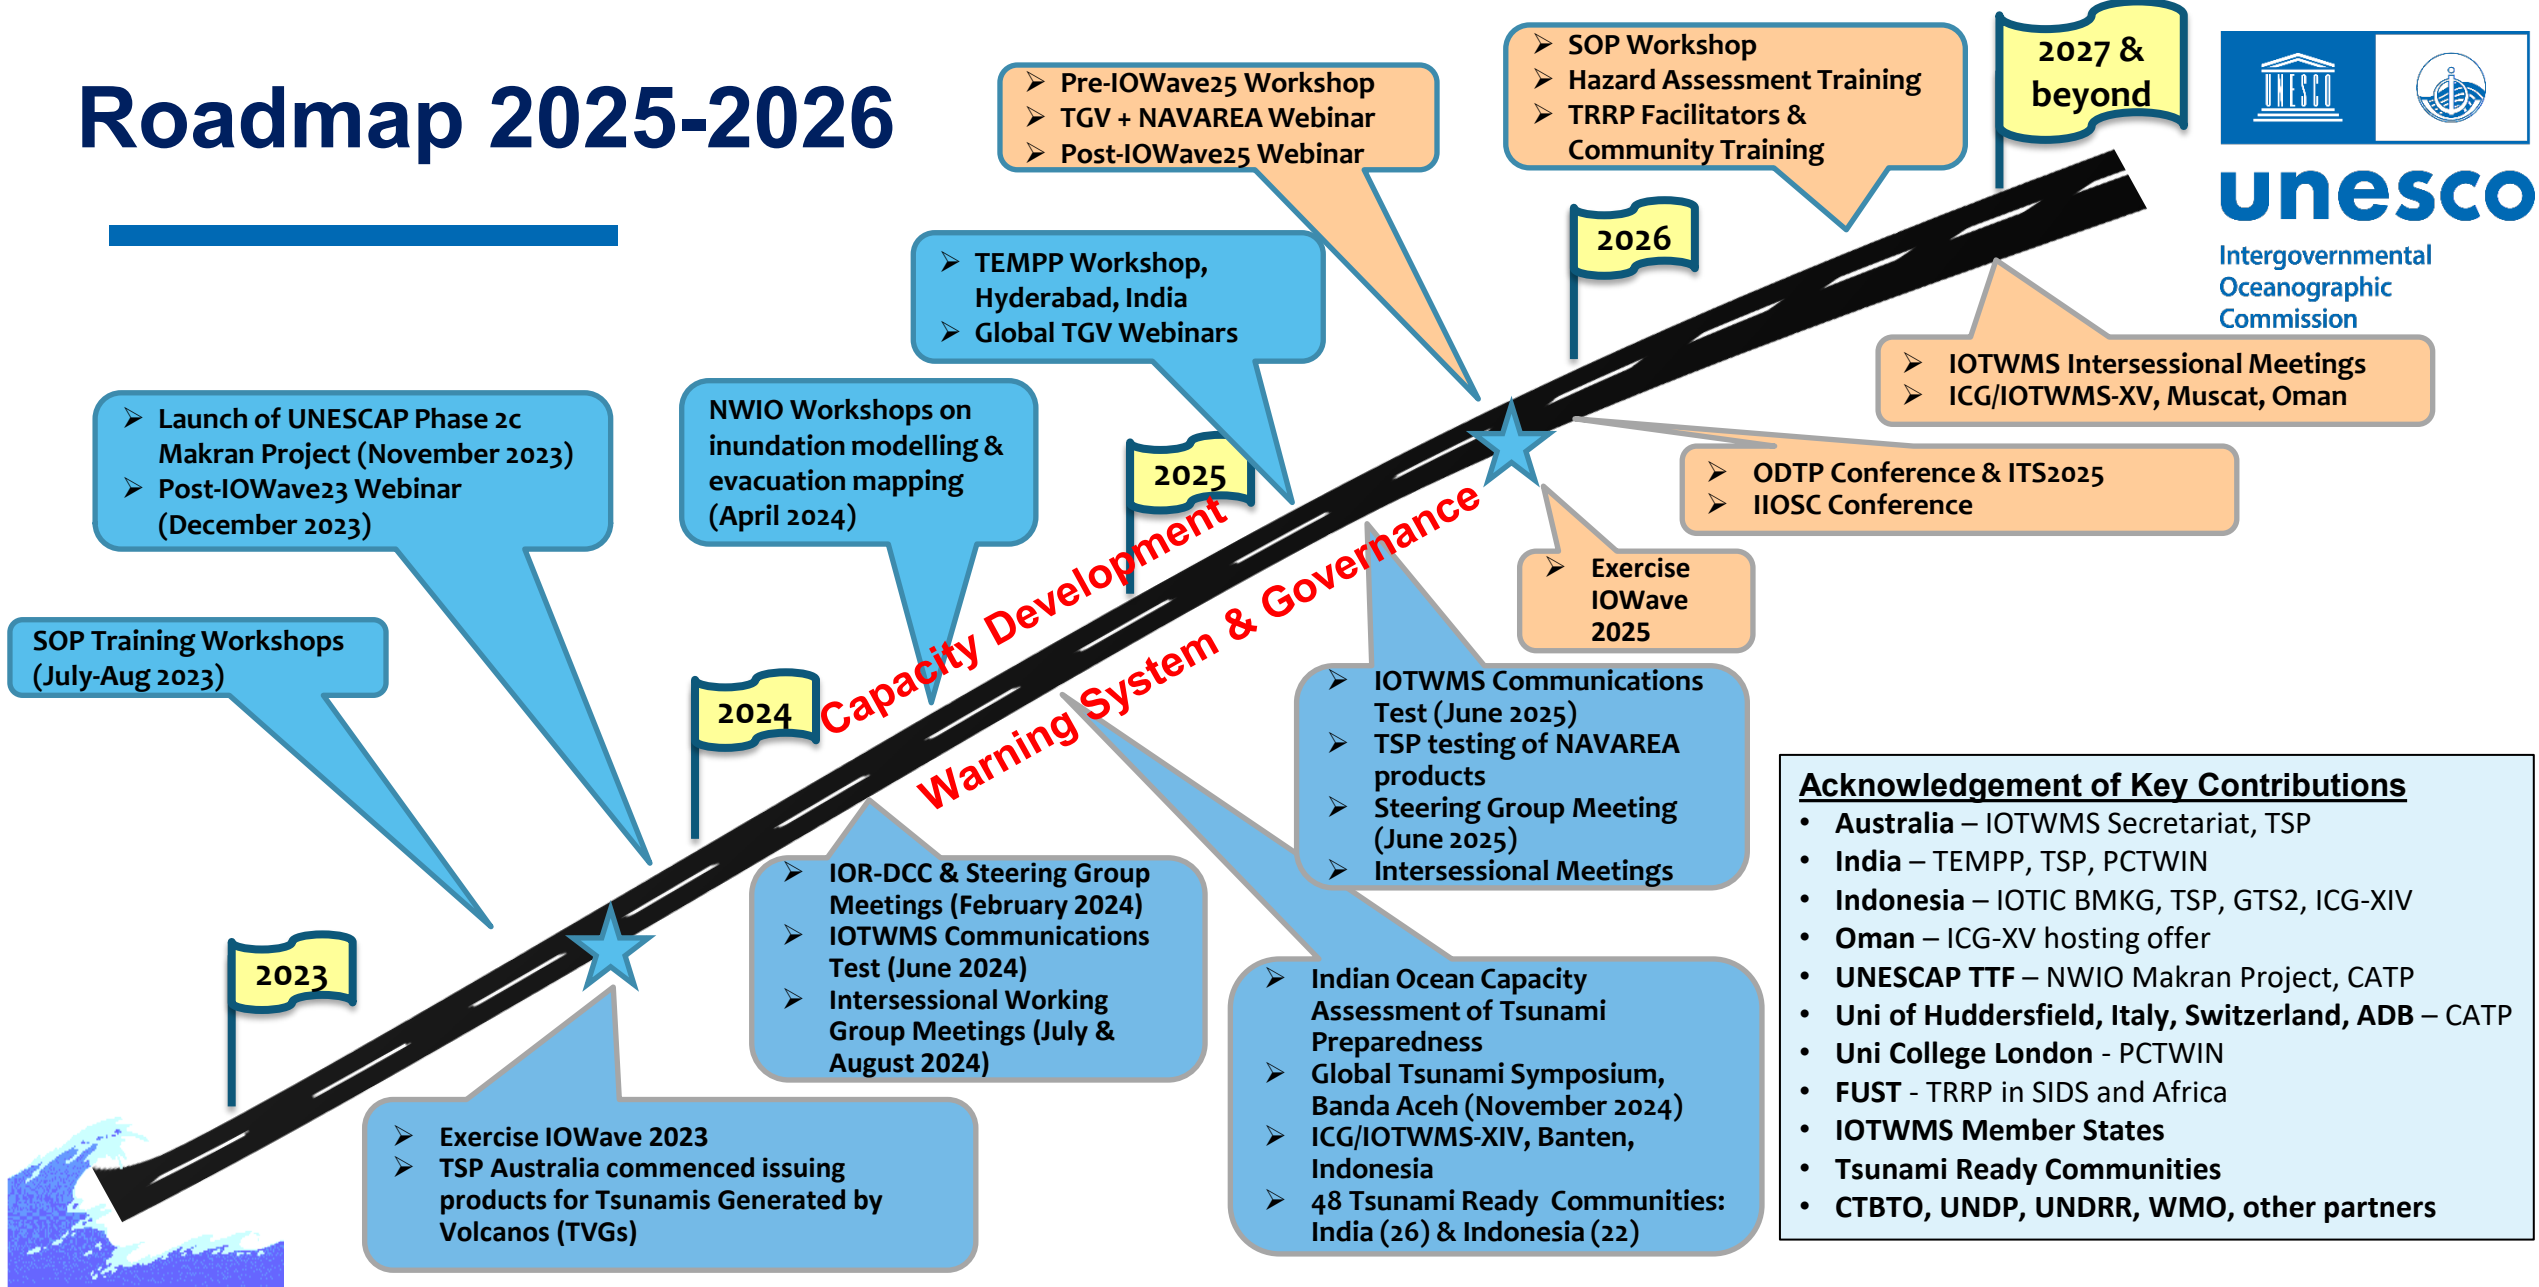 Roadmap 2025-2026
➢ Pre-IOWave25 Workshop
➢ TGV + NAVAREA Webinar
➢ Post-IOWave25 Webinar
➢ SOP Workshop
➢ Hazard Assessment Training
➢ TRRP Facilitators &
Community Training
2027 &
beyond
UNESCO
unesco
Intergovernmental
Oceanographic
Commission
➢ TEMPP Workshop,
Hyderabad, India
➢ Global TGV Webinars
2026
➢ IOTWMS Intersessional Meetings
➢ ICG/IOTWMS-XV, Muscat, Oman
➢ Launch of UNESCAP Phase 2c
Makran Project (November 2023)
➢ Post-IOWave23 Webinar
(December 2023)
NWIO Workshops on
inundation modelling &
evacuation mapping
(April 2024)
2025
➢ ODTP Conference & ITS2025
➢ IIOSC Conference
➢ Exercise
IOWave
2025
Capacity Development
Warning System & Governance
SOP Training Workshops
(July-Aug 2023)
2024
➢ IOTWMS Communications
Test (June 2025)
➢ TSP testing of NAVAREA
products
➢ Steering Group Meeting
(June 2025)
➢ Intersessional Meetings
2023
➢ IOR-DCC & Steering Group
Meetings (February 2024)
➢ IOTWMS Communications
Test (June 2024)
➢ Intersessional Working
Group Meetings (July &
August 2024)
➢ Indian Ocean Capacity
Assessment of Tsunami
Preparedness
➢ Global Tsunami Symposium,
Banda Aceh (November 2024)
➢ ICG/IOTWMS-XIV, Banten,
Indonesia
➢ 48 Tsunami Ready Communities:
India (26) & Indonesia (22)
➢ Exercise IOWave 2023
➢ TSP Australia commenced issuing
products for Tsunamis Generated by
Volcanos (TVGs)
Acknowledgement of Key Contributions
• Australia – IOTWMS Secretariat, TSP
• India – TEMPP, TSP, PCTWIN
• Indonesia – IOTIC BMKG, TSP, GTS2, ICG-XIV
• Oman – ICG-XV hosting offer
• UNESCAP TTF – NWIO Makran Project, CATP
• Uni of Huddersfield, Italy, Switzerland, ADB – CATP
• Uni College London - PCTWIN
• FUST - TRRP in SIDS and Africa
• IOTWMS Member States
• Tsunami Ready Communities
• CTBTO, UNDP, UNDRR, WMO, other partners